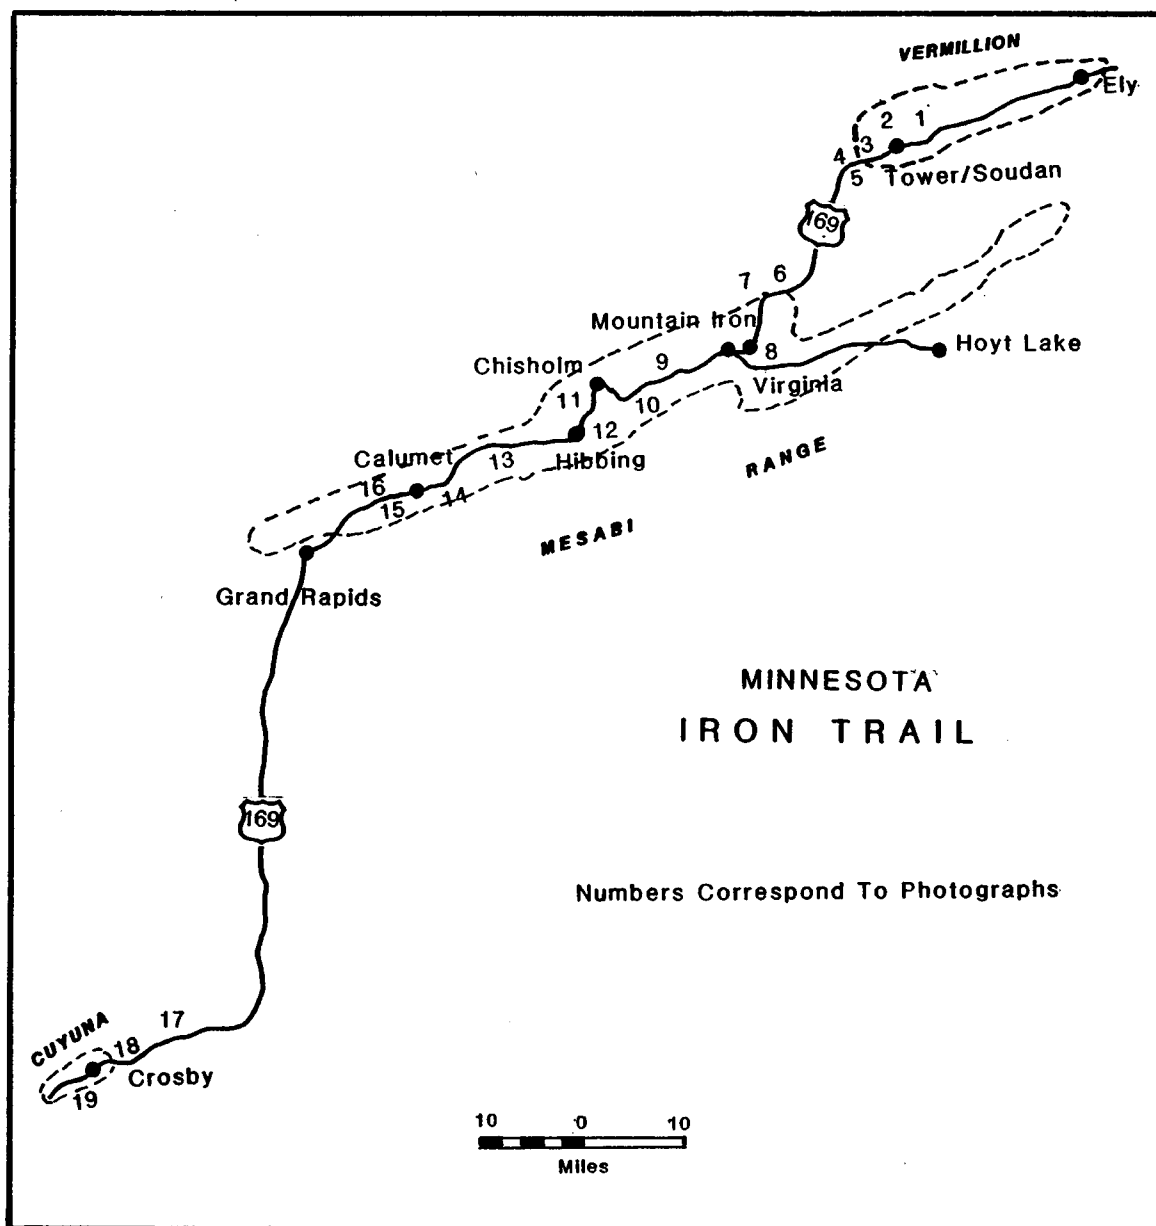 VERMILLION
Ely
2 1
4 3
5 Tower/Soudan
169
7 6
Mountain Iron
8 Hoyt Lake
Chisholm 9
Virginia
11 10
12
Calumet 13 Hibbing
RANGE
16 14
15
MESABI
Grand Rapids
MINNESOTA
IRON TRAIL
169
Numbers Correspond To Photographs
CUYUNA 17
18
Crosby
19
10 0 10
Miles